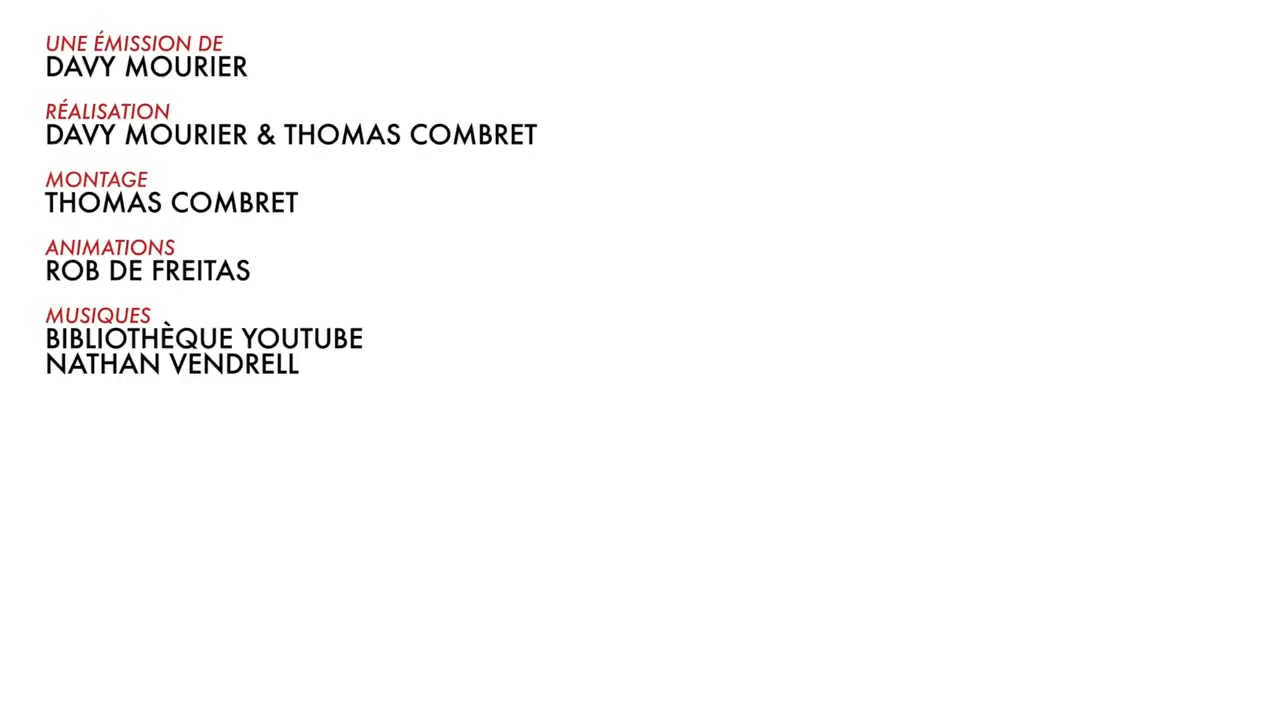 UNE ÉMISSION DE
DAVY MOURIER
RÉALISATION
DAVY MOURIER & THOMAS COMBRET
MONTAGE
THOMAS COMBRET
ANIMATIONS
ROB DE FREITAS
MUSIQUES
BIBLIOTHÈQUE YOUTUBE
NATHAN VENDRELL